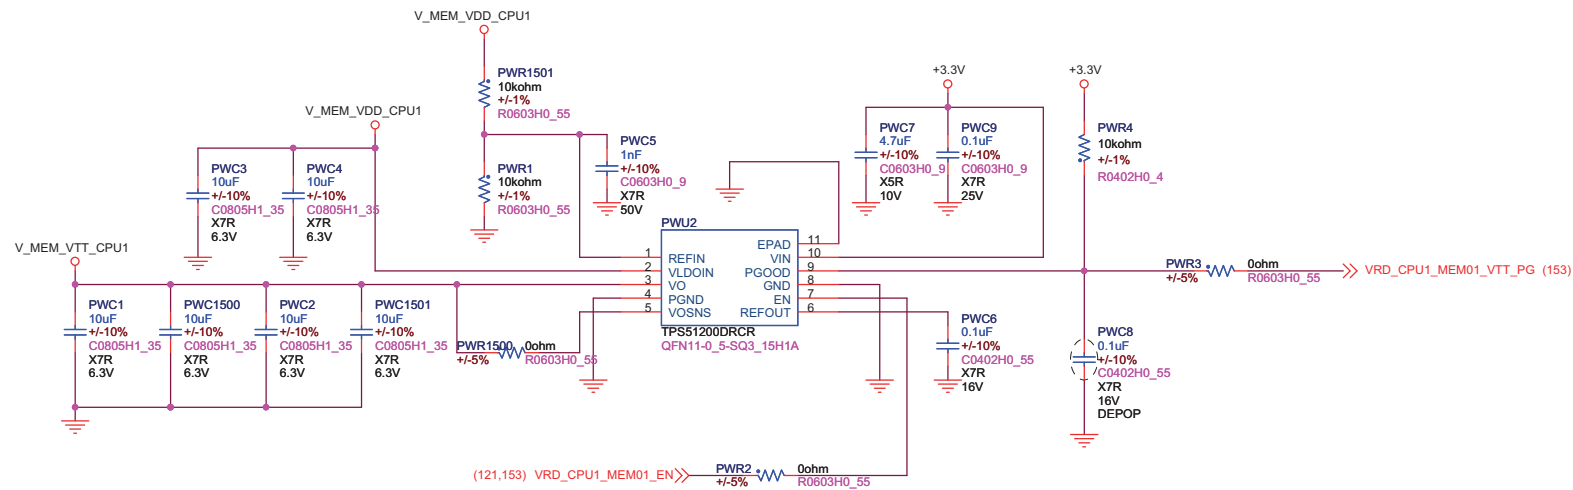 V_MEM_VDD_CPU1
PWR1501
10kohm
+/-1%
R0603H0_55
V_MEM_VDD_CPU1
PWC3
10uF
+/-10%
C0805H1_35
X7R
6.3V
PWC4
10uF
+/-10%
C0805H1_35
X7R
6.3V
PWR1
10kohm
+/-1%
R0603H0_55
PWC5
1nF
+/-10%
C0603H0_9
X7R
50V
+3.3V
PWC7
4.7uF
+/-10%
C0603H0_9
X5R
10V
PWC9
0.1uF
+/-10%
C0603H0_9
X7R
25V
+3.3V
PWR4
10kohm
+/-1%
R0402H0_4
V_MEM_VTT_CPU1
PWC1
10uF
+/-10%
C0805H1_35
X7R
6.3V
PWC1500
10uF
+/-10%
C0805H1_35
X7R
6.3V
PWC2
10uF
+/-10%
C0805H1_35
X7R
6.3V
PWC1501
10uF
+/-10%
C0805H1_35
X7R
6.3V
PWR1500
+/-5%
0ohm
R0603H0_55
PWU2
1 REFIN
2 VLDOIN
3 VO
4 PGND
5 VOSNS
EPAD 11
VIN 10
PGOOD 9
GND 8
EN 7
REFOUT 6
TPS51200DRCR
QFN11-0_5-SQ3_15H1A
PWC6
0.1uF
+/-10%
C0402H0_55
X7R
16V
PWR3
+/-5%
0ohm
R0603H0_55
VRD_CPU1_MEM01_VTT_PG (153)
PWC8
0.1uF
+/-10%
C0402H0_55
X7R
16V
DEPOP
(121,153) VRD_CPU1_MEM01_EN
PWR2
+/-5%
0ohm
R0603H0_55